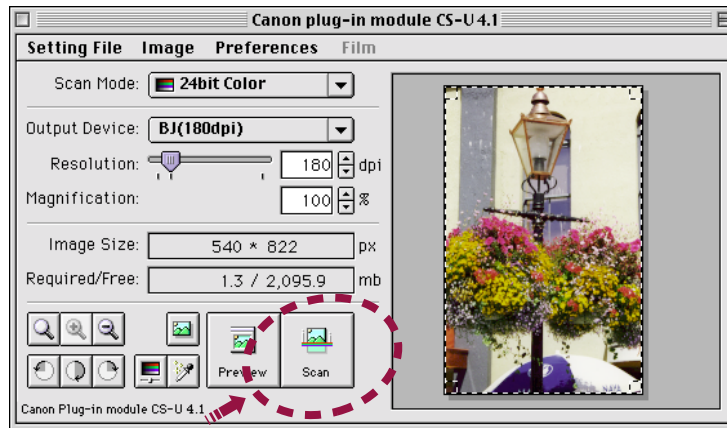 Canon plug-in module CS-U 4.1
Setting File Image Preferences Film
Scan Mode: 24bit Color
Output Device: BJ(180dpi)
Resolution: 180 dpi
Magnification: 100 %
Image Size: 540 * 822 px
Required/Free: 1.3 / 2,095.9 mb
Preview Scan
Canon Plug-in module CS-U 4.1